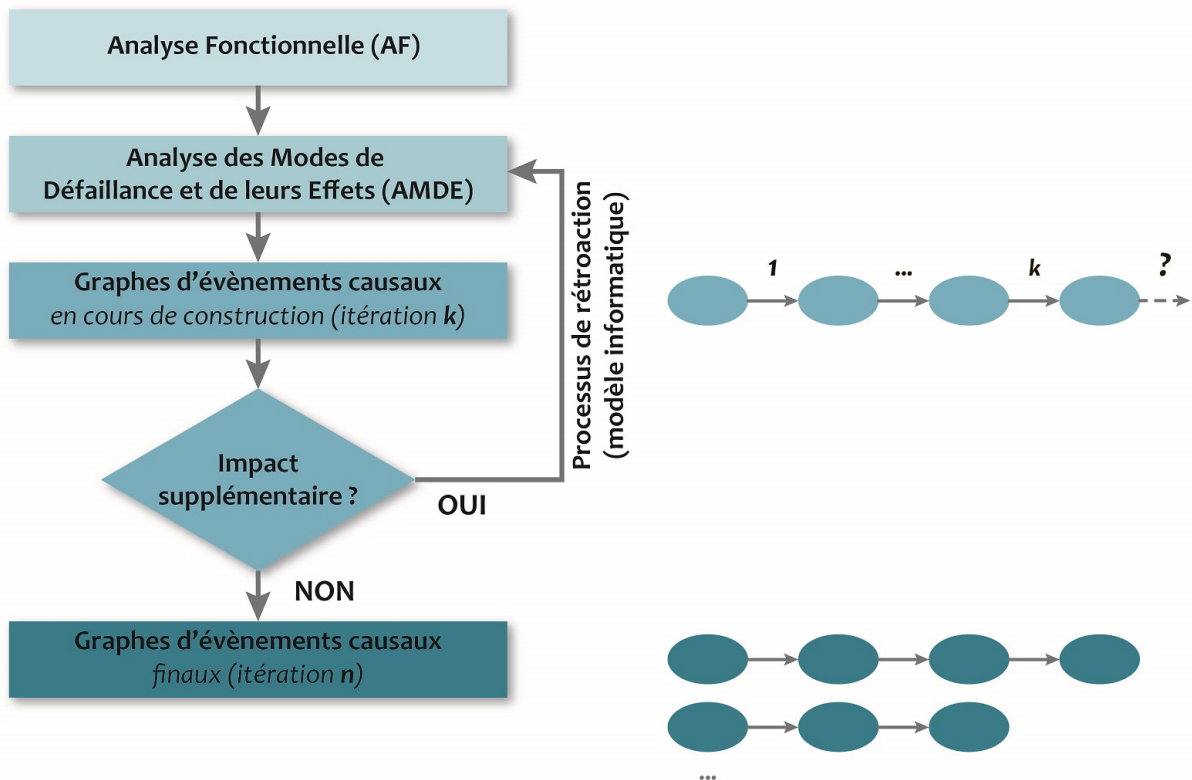 Analyse Fonctionnelle (AF)
Analyse des Modes de
Défaillance et de leurs Effets (AMDE)
Graphes d’évènements causaux
en cours de construction (itération k)
Impact
supplémentaire ?
OUI
Processus de rétroaction
(modèle informatique)
NON
Graphes d’évènements causaux
finaux (itération n)
1 ... k ?
...